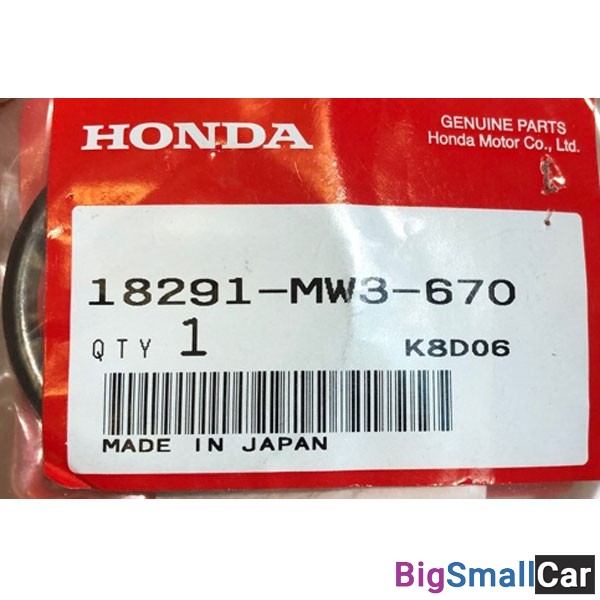 HONDA
GENUINE PARTS
Honda Motor Co., Ltd.
18291-MW3-670
QTY 1
K8D06
MADE IN JAPAN
BigSmallCar